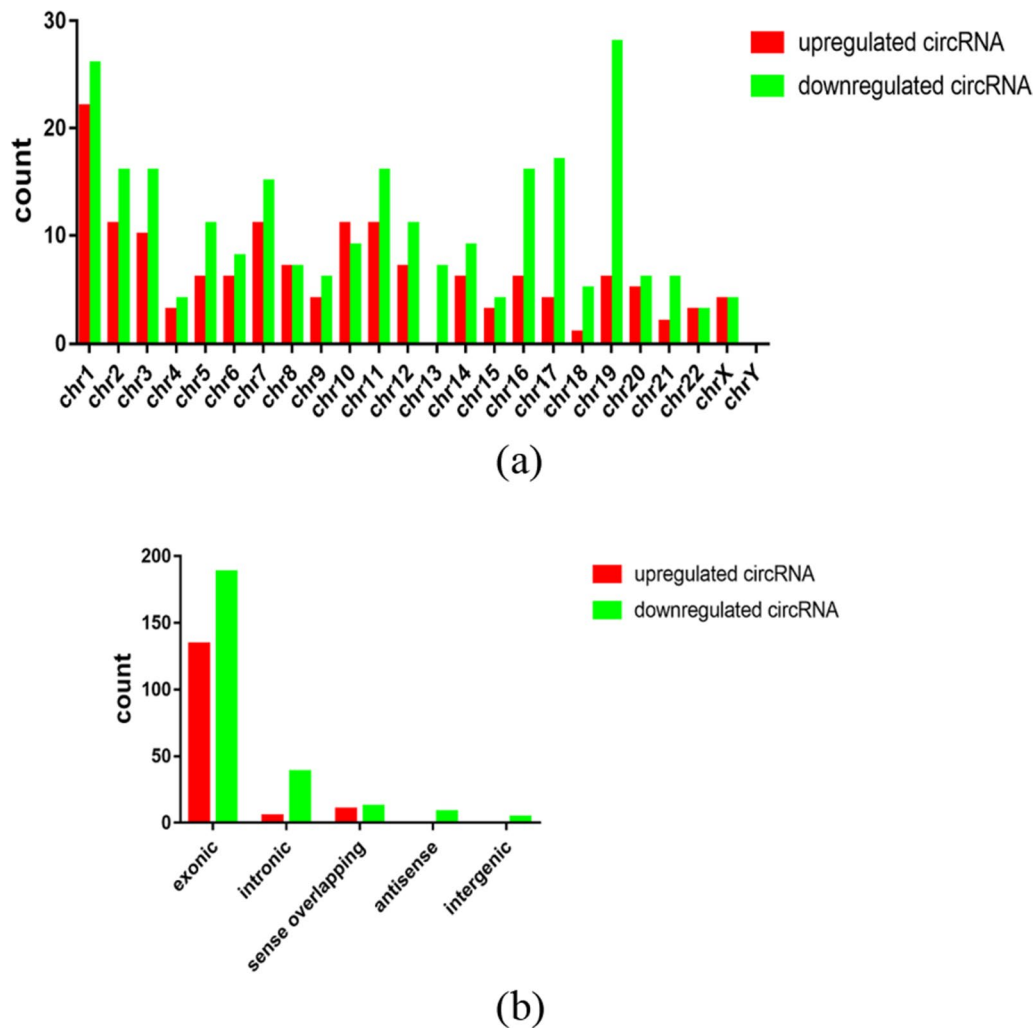 30
20
10
0
count
upregulated circRNA
downregulated circRNA
chr1
chr2
chr3
chr4
chr5
chr6
chr7
chr8
chr9
chr10
chr11
chr12
chr13
chr14
chr15
chr16
chr17
chr18
chr19
chr20
chr21
chr22
chrX
chrY
(a)
200
150
100
50
0
count
upregulated circRNA
downregulated circRNA
exonic
intronic
sense overlapping
antisense
intergenic
(b)